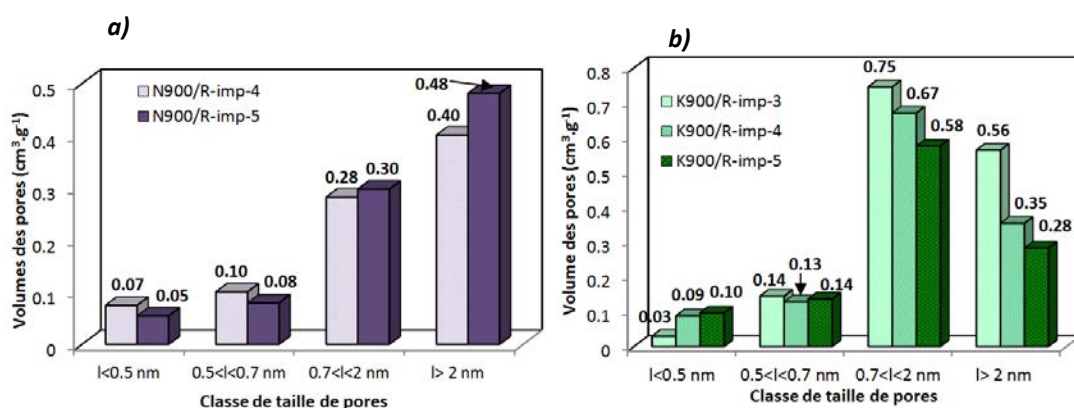 a)
Volumes des pores (cm³.g⁻¹)
0.5
0.4
0.3
0.2
0.1
0
N900/R-imp-4
N900/R-imp-5
0.07
0.05
0.10
0.08
0.28
0.30
0.40
0.48
l<0.5 nm
0.5<l<0.7 nm
0.7<l<2 nm
l> 2 nm
Classe de taille de pores
b)
Volume des pores (cm³.g⁻¹)
0.8
0.7
0.6
0.5
0.4
0.3
0.2
0.1
0
K900/R-imp-3
K900/R-imp-4
K900/R-imp-5
0.03
0.09
0.10
0.14
0.13
0.14
0.75
0.67
0.58
0.56
0.35
0.28
l<0.5 nm
0.5<l<0.7 nm
0.7<l<2 nm
l> 2 nm
Classe de taille de pores